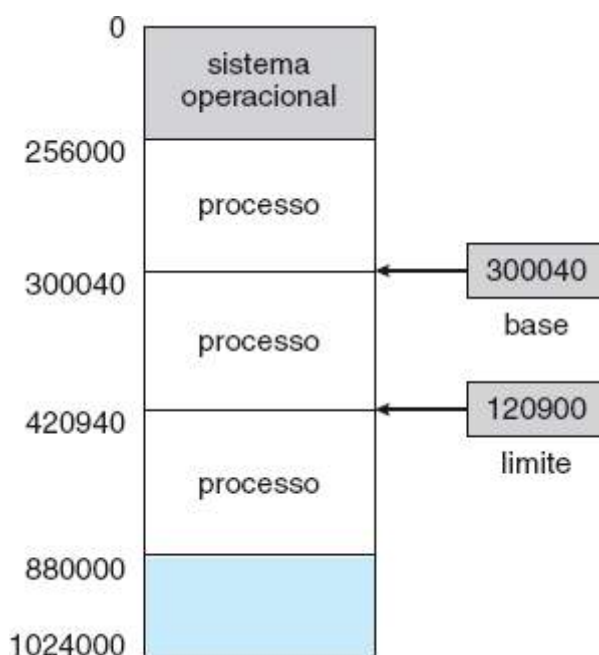 0
sistema
operacional
256000
processo
300040
300040
base
processo
420940
120900
limite
processo
880000
1024000